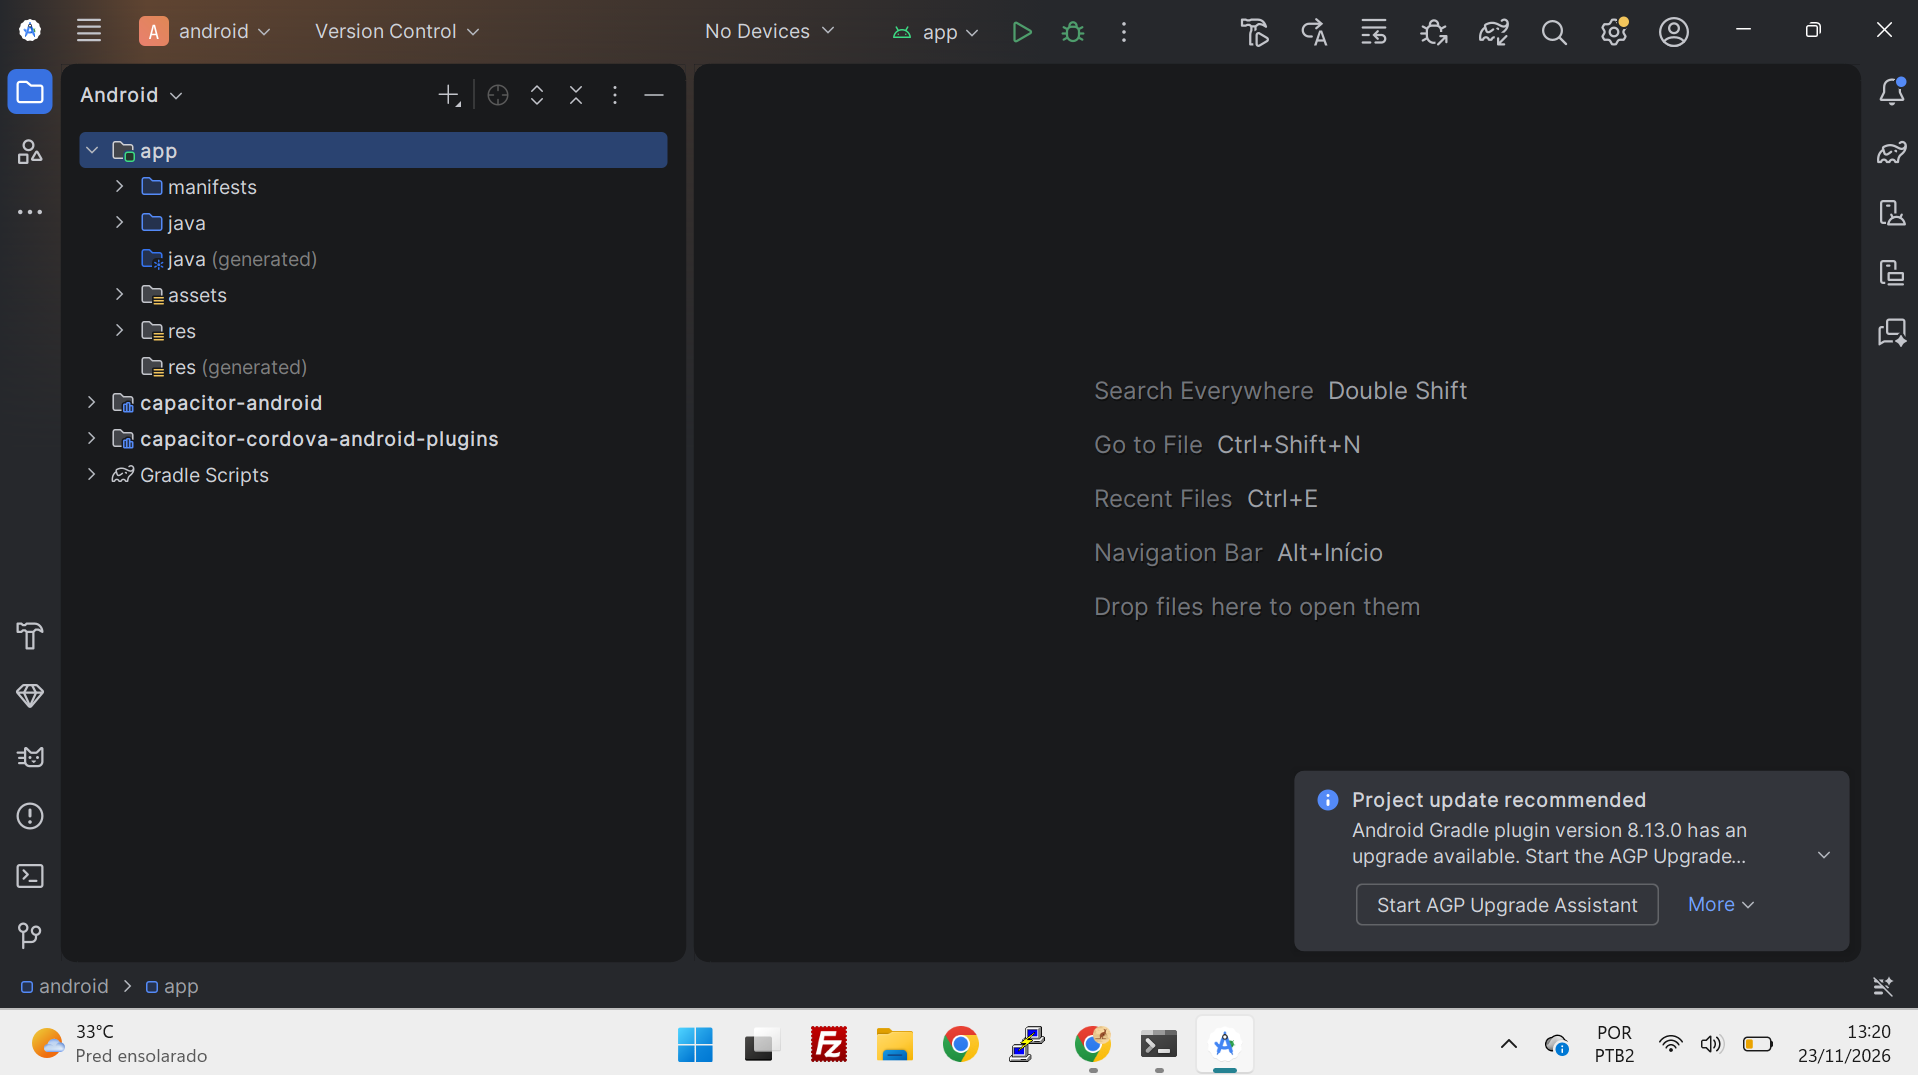 A android
Version Control
No Devices
app
Android
app
manifests
java
java (generated)
assets
res
res (generated)
capacitor-android
capacitor-cordova-android-plugins
Gradle Scripts
Search Everywhere Double Shift
Go to File Ctrl+Shift+N
Recent Files Ctrl+E
Navigation Bar Alt+Início
Drop files here to open them
Project update recommended
Android Gradle plugin version 8.13.0 has an
upgrade available. Start the AGP Upgrade...
Start AGP Upgrade Assistant
More
android
app
33°C
Pred ensolarado
Fz
POR
PTB2
13:20
23/11/2026